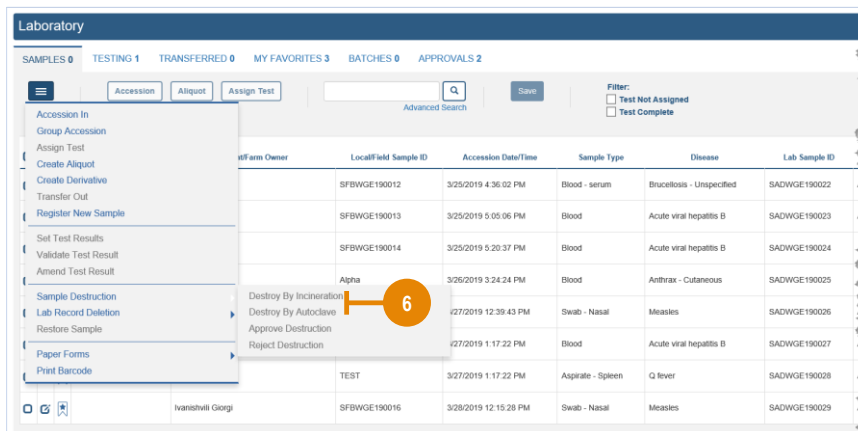 Laboratory
SAMPLES 0 TESTING 1 TRANSFERRED 0 MY FAVORITES 3 BATCHES 0 APPROVALS 2
Accession Aliquot Assign Test Save Filter:
Advanced Search
Test Not Assigned
Test Complete
Accession In
Group Accession
Assign Test
Create Aliquot
Create Derivative
Transfer Out
Register New Sample
Set Test Results
Validate Test Result
Amend Test Result
Sample Destruction
Lab Record Deletion
Restore Sample
Paper Forms
Print Barcode
Destroy By Incineration
Destroy By Autoclave
Approve Destruction
Reject Destruction
6
/Farm Owner Local/Field Sample ID Accession Date/Time Sample Type Disease Lab Sample ID
SFBWGE190012 3/25/2019 4:36:02 PM Blood - serum Brucellosis - Unspecified SADWGE190022
SFBWGE190013 3/25/2019 5:05:06 PM Blood Acute viral hepatitis B SADWGE190023
SFBWGE190014 3/25/2019 5:20:37 PM Blood Acute viral hepatitis B SADWGE190024
Alpha 3/26/2019 3:24:24 PM Blood Anthrax - Cutaneous SADWGE190025
/27/2019 12:39:43 PM Swab - Nasal Measles SADWGE190026
/27/2019 1:17:22 PM Blood Acute viral hepatitis B SADWGE190027
TEST 3/27/2019 1:17:22 PM Aspirate - Spleen Q fever SADWGE190028
Ivanishvili Giorgi SFBWGE190016 3/28/2019 12:15:28 PM Swab - Nasal Measles SADWGE190029